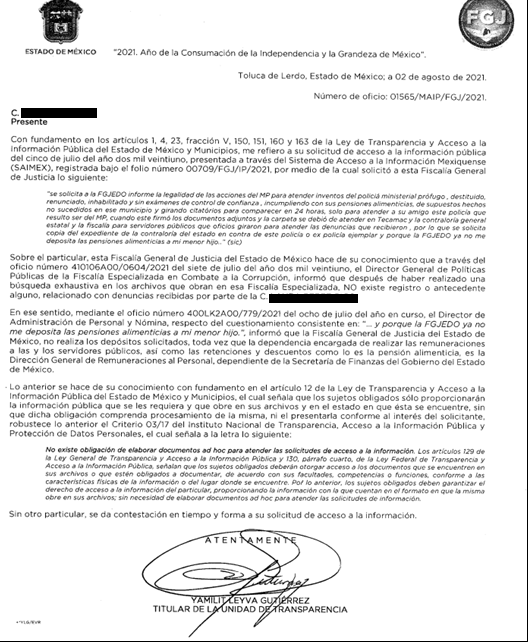 FGJ
ESTADO DE MÉXICO
"2021. Año de la Consumación de la Independencia y la Grandeza de México".
Toluca de Lerdo, Estado de México; a 02 de agosto de 2021.
Número de oficio: 01565/MAIP/FGJ/2021.
C.
Presente
Con fundamento en los artículos 1, 4, 23, fracción V, 150, 151, 160 y 163 de la Ley de Transparencia y Acceso a la
Información Pública del Estado de México y Municipios, me refiero a su solicitud de acceso a la información pública
del cinco de julio del año dos mil veintiuno, presentada a través del Sistema de Acceso a la Información Mexiquense
(SAIMEX), registrada bajo el folio número 00709/FGJ/IP/2021, por medio de la cual solicitó a esta Fiscalía General
de Justicia lo siguiente:
"se solicita a la FGJEDO informe la legalidad de las acciones del MP para atender inventos del policía ministerial prófugo , destituido,
renunciado, inhabilitado y sin exámenes de control de confianza , incumpliendo con sus pensiones alimenticias, de supuestos hechos
no sucedidos en ese municipio y girando citatorios para comparecer en 24 horas, solo para atender a su amigo este policía que
resulto ser del MP, cuando este firmó los documentos adjuntos y la carpeta se debió de atender en Tecamac y la contraloría general
estatal y la fiscalía para servidores públicos que oficios giraron para atender las denuncias que recibieron , por lo que se solicita
copia del expediente de la contraloría del estado en contra de este policía o ex policía ejemplar y porque la FGJEDO ya no me
deposita las pensiones alimenticias a mi menor hijo.." (sic)
Sobre el particular, esta Fiscalía General de Justicia del Estado de México hace de su conocimiento que a través del
oficio número 410106A00/0604/2021 del siete de julio del año dos mil veintiuno, el Director General de Políticas
Públicas de la Fiscalía Especializada en Combate a la Corrupción, informó que después de haber realizado una
búsqueda exhaustiva en los archivos que obran en esa Fiscalía Especializada, NO existe registro o antecedente
alguno, relacionado con denuncias recibidas por parte de la C.
En ese sentido, mediante el oficio número 400LK2A00/779/2021 del ocho de julio del año en curso, el Director de
Administración de Personal y Nómina, respecto del cuestionamiento consistente en: "... y porque la FGJEDO ya no
me deposita las pensiones alimenticias a mi menor hijo.", informó que la Fiscalía General de Justicia del Estado de
México, no realiza los depósitos solicitados, toda vez que la dependencia encargada de realizar las remuneraciones
a las y los servidores públicos, así como las retenciones y descuentos como lo es la pensión alimenticia, es la
Dirección General de Remuneraciones al Personal, dependiente de la Secretaría de Finanzas del Gobierno del Estado
de México.
Lo anterior se hace de su conocimiento con fundamento en el artículo 12 de la Ley de Transparencia y Acceso a la
Información Pública del Estado de México y Municipios, el cual señala que los sujetos obligados sólo proporcionarán
la información pública que se les requiera y que obre en sus archivos y en el estado en que esta se encuentre, sin
que dicha obligación comprenda procesamiento de la misma, ni el presentarla conforme al interés del solicitante,
robustece lo anterior el Criterio 03/17 del Instituto Nacional de Transparencia, Acceso a la Información Pública y
Protección de Datos Personales, el cual señala a la letra lo siguiente:
No existe obligación de elaborar documentos ad hoc para atender las solicitudes de acceso a la información. Los artículos 129 de
la Ley General de Transparencia y Acceso a la Información Pública y 130, párrafo cuarto, de la Ley Federal de Transparencia y
Acceso a la Información Pública, señalan que los sujetos obligados deberán otorgar acceso a los documentos que se encuentren en
sus archivos o que estén obligados a documentar, de acuerdo con sus facultades, competencias o funciones, conforme a las
características físicas de la información o del lugar donde se encuentre. Por lo anterior, los sujetos obligados deben garantizar el
derecho de acceso a la información del particular, proporcionando la información con la que cuentan en el formato en que la misma
obre en sus archivos; sin necesidad de elaborar documentos ad hoc para atender las solicitudes de información.
Sin otro particular, se da contestación en tiempo y forma a su solicitud de acceso a la información.
ATENTAMENTE
YAMILIT LEYVA GUTIÉRREZ
TITULAR DE LA UNIDAD DE TRANSPARENCIA